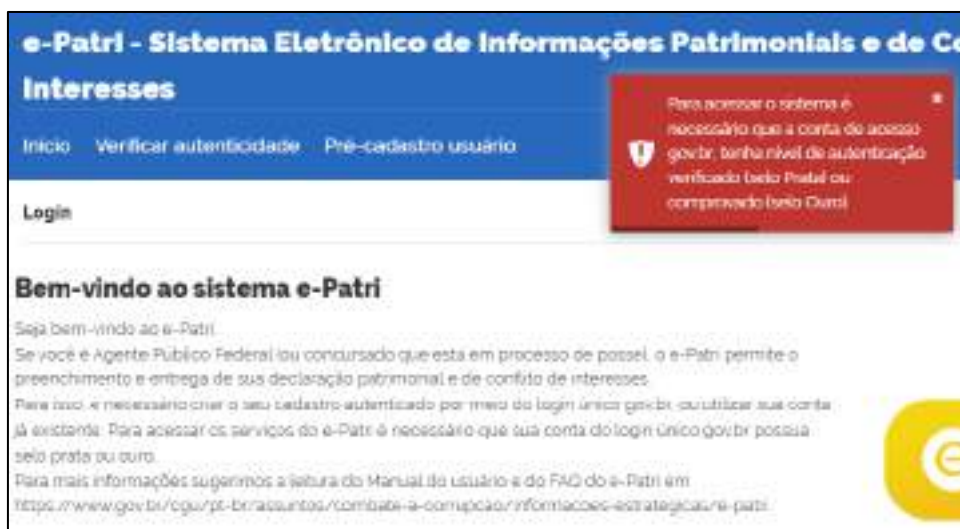 e-Patri - Sistema Eletrônico de Informações Patrimoniais e de Co
Interesses
Início Verificar autenticidade Pré-cadastro usuário
Para acessar o sistema é
necessário que a conta de acesso
gov.br, tenha nível de autenticação
verificado (selo Prata) ou
comprovado (selo Ouro)
Login
Bem-vindo ao sistema e-Patri
Seja bem-vindo ao e-Patri.
Se você é Agente Público Federal (ou concursado que está em processo de posse), o e-Patri permite o
preenchimento e entrega de sua declaração patrimonial e de conflito de interesses.
Para isso, é necessário criar o seu cadastro autenticado por meio do login único gov.br, ou utilizar sua conta
já existente. Para acessar os serviços do e-Patri é necessário que sua conta do login único gov.br possua
selo prata ou ouro.
Para mais informações sugerimos a leitura do Manual do usuário e do FAQ do e-Patri em
https://www.gov.br/cgu/pt-br/assuntos/combate-a-corrupcao/informacoes-estrategicas/e-patri